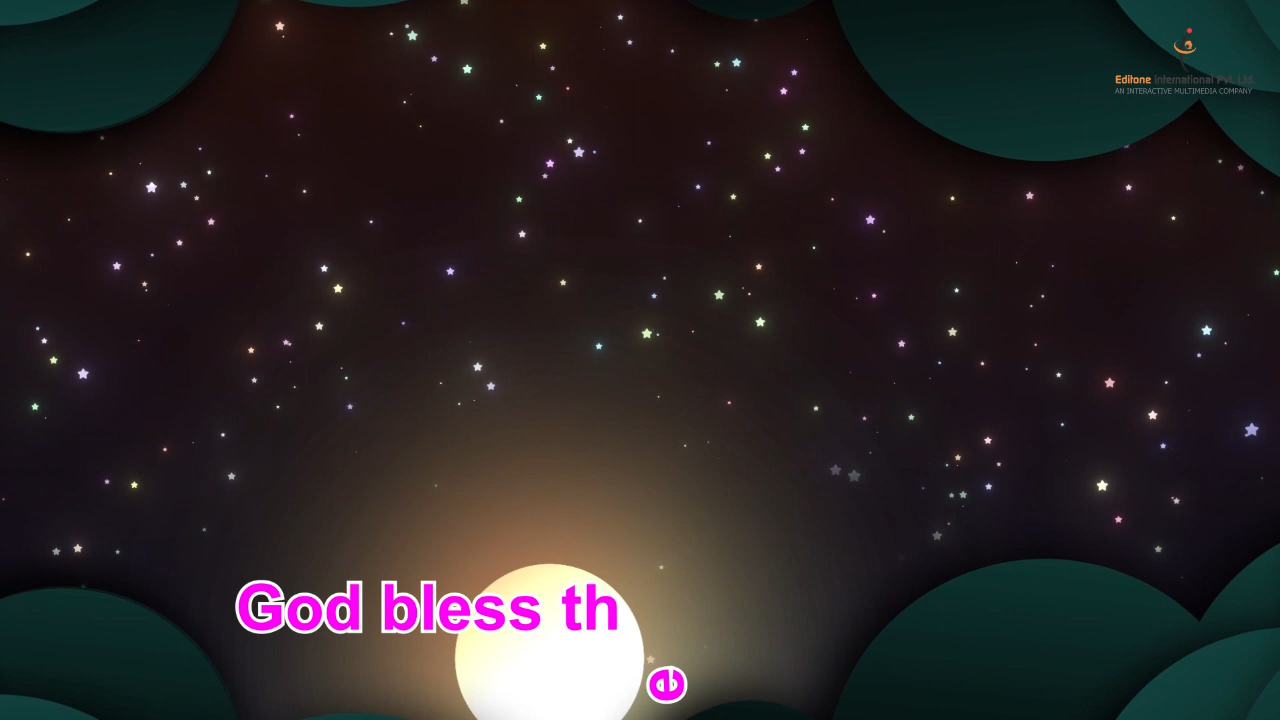 Editone International Pvt. Ltd.
AN INTERACTIVE MULTIMEDIA COMPANY
God bless th
e